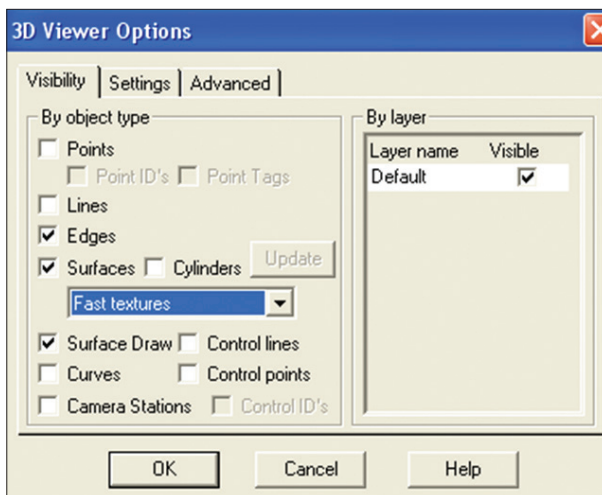 3D Viewer Options
Visibility Settings Advanced
By object type
Points
Point ID's Point Tags
Lines
Edges
Surfaces Cylinders Update
Fast textures
Surface Draw Control lines
Curves Control points
Camera Stations Control ID's
By layer
Layer name Visible
Default
OK Cancel Help